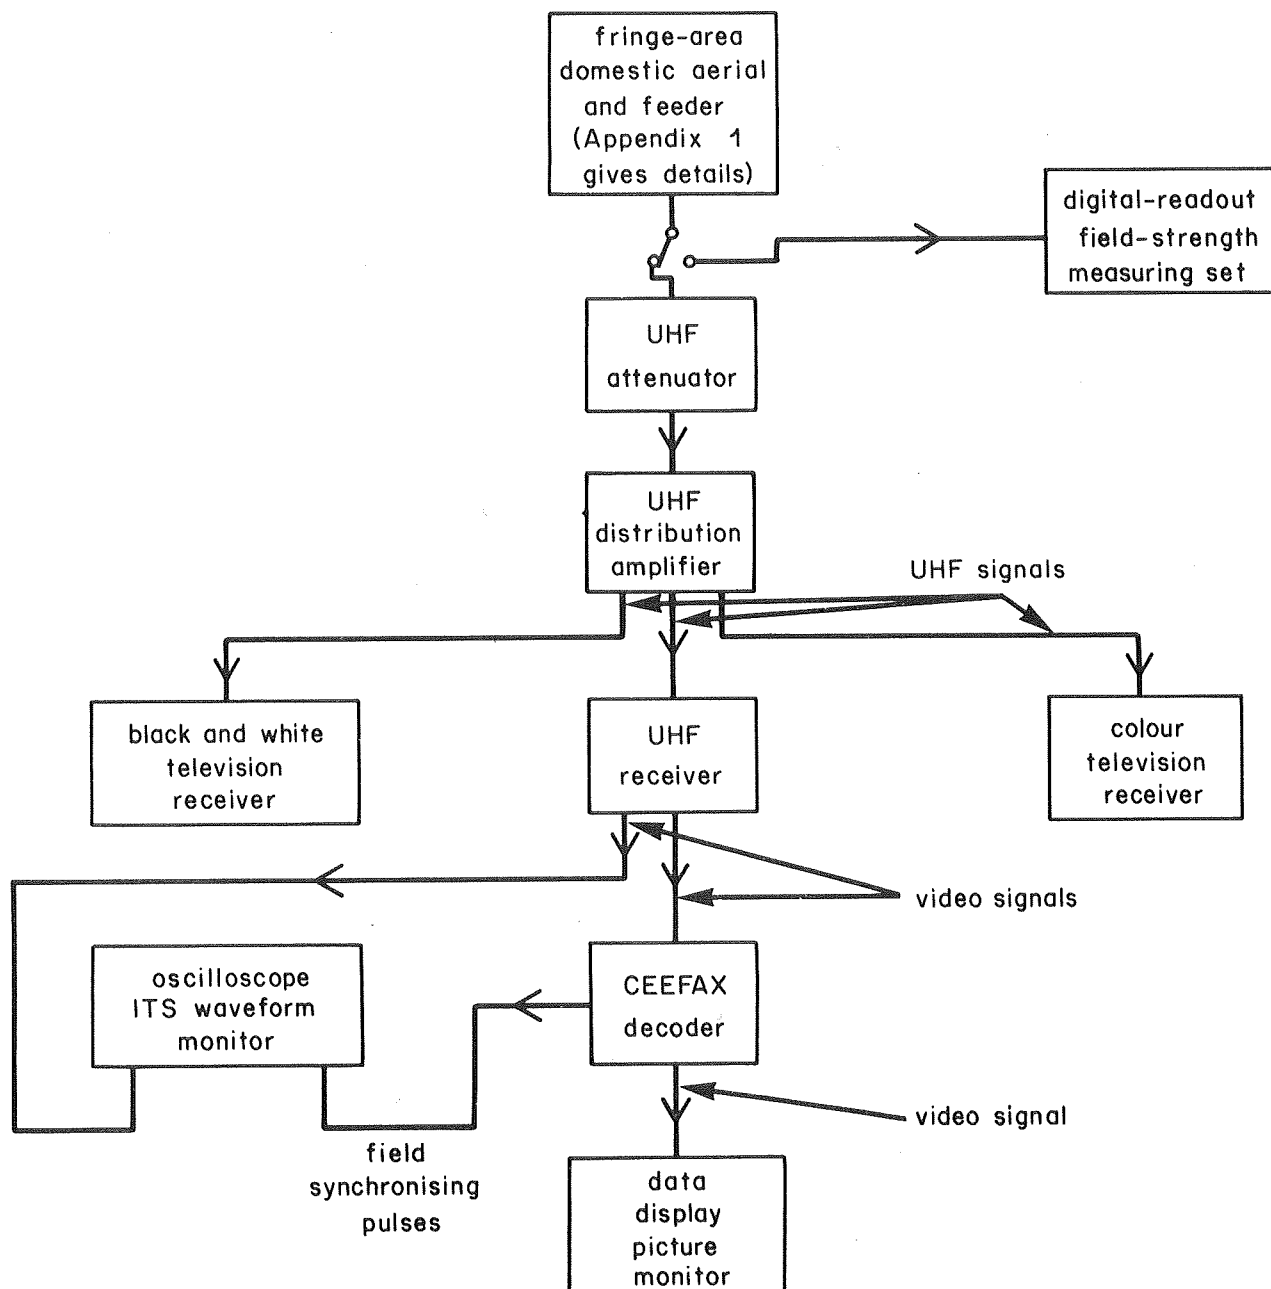 fringe-area
domestic aerial
and feeder
(Appendix 1
gives details)
digital-readout
field-strength
measuring set
UHF
attenuator
UHF
distribution
amplifier
UHF signals
black and white
television
receiver
UHF
receiver
colour
television
receiver
video signals
oscilloscope
ITS waveform
monitor
CEEFAX
decoder
video signal
field
synchronising
pulses
data
display
picture
monitor